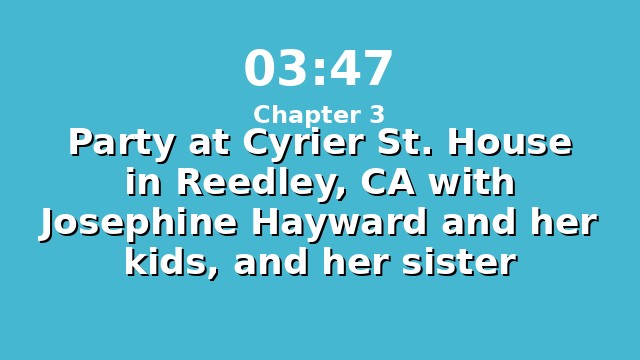 03:47
Chapter 3
Party at Cyrier St. House
in Reedley, CA with
Josephine Hayward and her
kids, and her sister